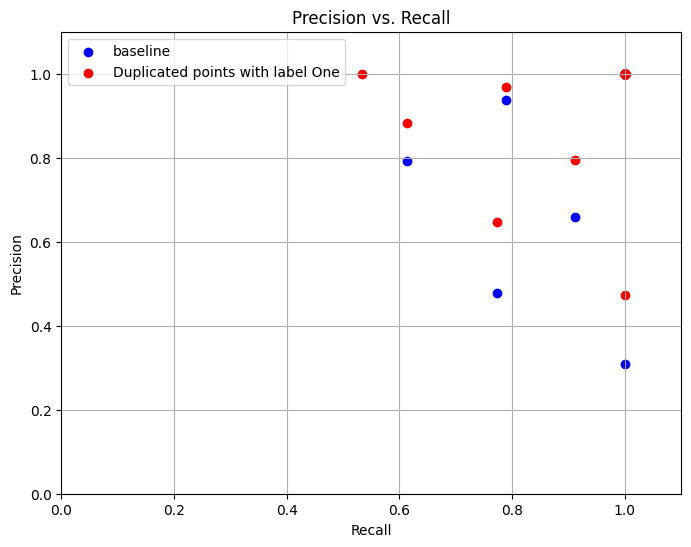 Precision vs. Recall
baseline
Duplicated points with label One
1.0
0.8
0.6
0.4
0.2
0.0
Precision
0.0 0.2 0.4 0.6 0.8 1.0
Recall